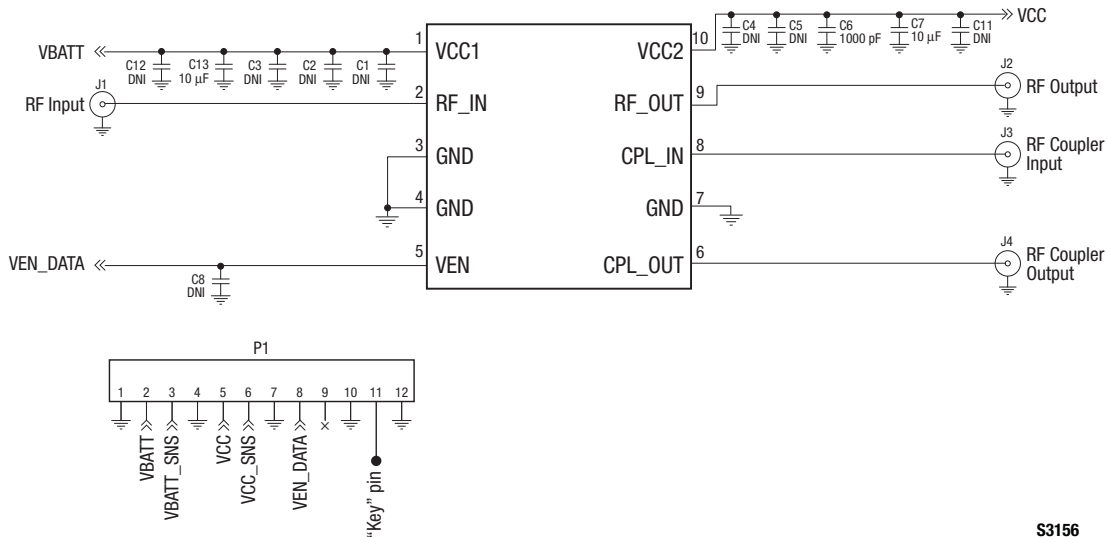 VBATT
C12
DNI
C13
10 μF
C3
DNI
C2
DNI
C1
DNI
1
VCC1
10
VCC2
C4
DNI
C5
DNI
C6
1000 pF
C7
10 μF
C11
DNI
VCC
J1
RF Input
2
RF_IN
9
RF_OUT
J2
RF Output
3
GND
8
CPL_IN
J3
RF Coupler
Input
4
GND
7
GND
VEN_DATA
C8
DNI
5
VEN
6
CPL_OUT
J4
RF Coupler
Output
P1
1 2 3 4 5 6 7 8 9 10 11 12
VBATT
VBATT_SNS
VCC
VCC_SNS
VEN_DATA
×
"Key" pin
S3156